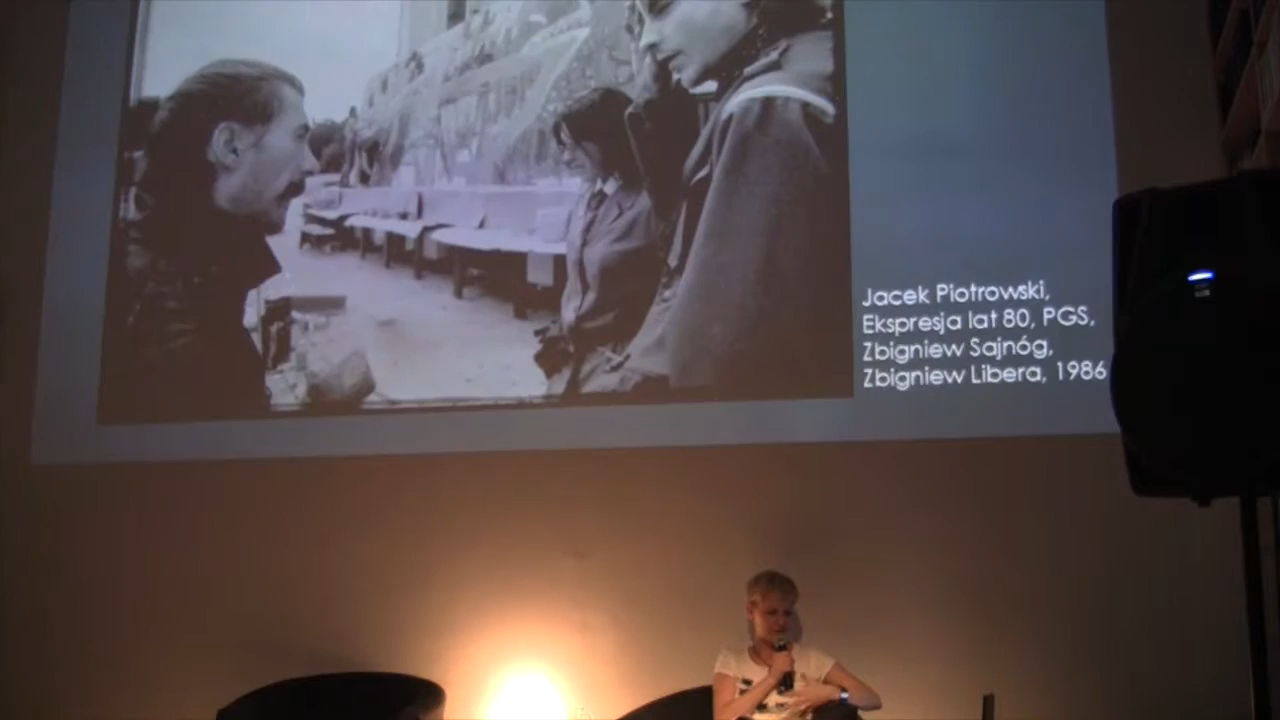 Jacek Piotrowski,
Ekspresja lat 80, PGS,
Zbigniew Sajnóg,
Zbigniew Libera, 1986